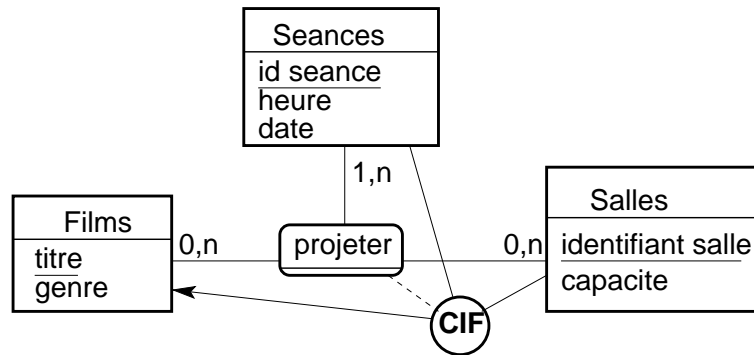 Seances
id seance
heure
date
1,n
Films
titre
genre
0,n
projeter
0,n
Salles
identifiant salle
capacite
CIF